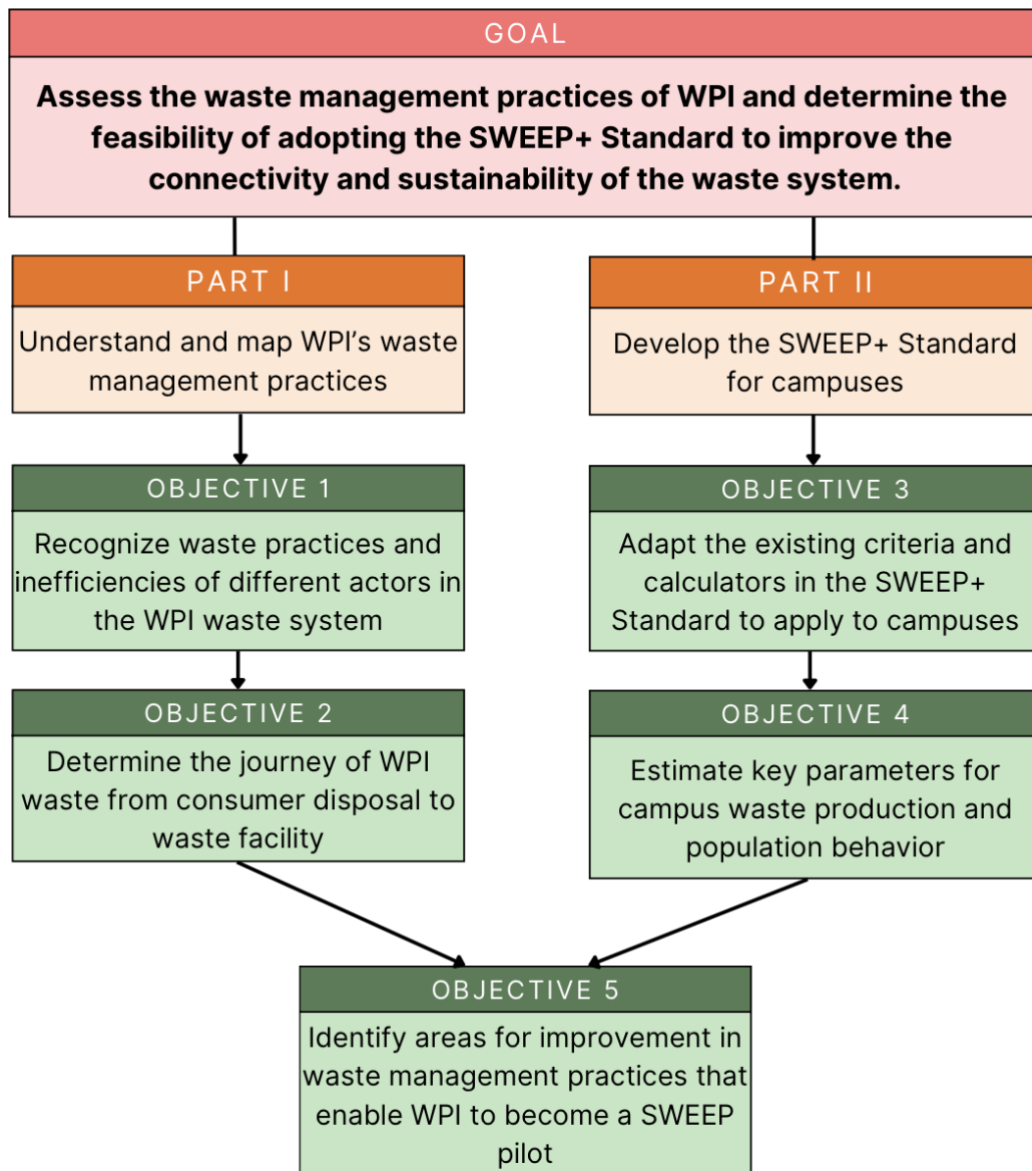 GOAL
Assess the waste management practices of WPI and determine the
feasibility of adopting the SWEEP+ Standard to improve the
connectivity and sustainability of the waste system.
PART I
Understand and map WPI’s waste
management practices
OBJECTIVE 1
Recognize waste practices and
inefficiencies of different actors in
the WPI waste system
OBJECTIVE 2
Determine the journey of WPI
waste from consumer disposal to
waste facility
PART II
Develop the SWEEP+ Standard
for campuses
OBJECTIVE 3
Adapt the existing criteria and
calculators in the SWEEP+
Standard to apply to campuses
OBJECTIVE 4
Estimate key parameters for
campus waste production and
population behavior
OBJECTIVE 5
Identify areas for improvement in
waste management practices that
enable WPI to become a SWEEP
pilot